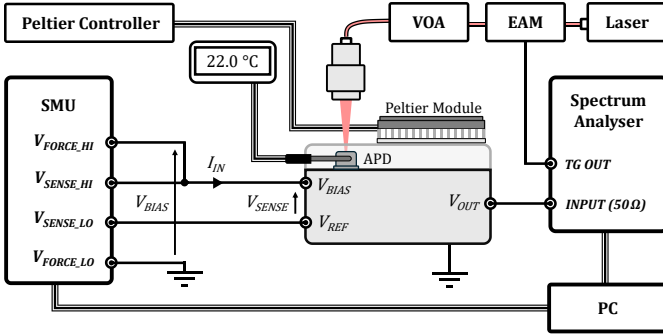 Peltier Controller
VOA
EAM
Laser
22.0 °C
SMU
Peltier Module
Spectrum
Analyser
V_FORCE_HI
I_IN
APD
TG OUT
V_SENSE_HI
V_BIAS
V_SENSE
V_BIAS
V_OUT
INPUT (50Ω)
V_SENSE_LO
V_REF
V_FORCE_LO
PC